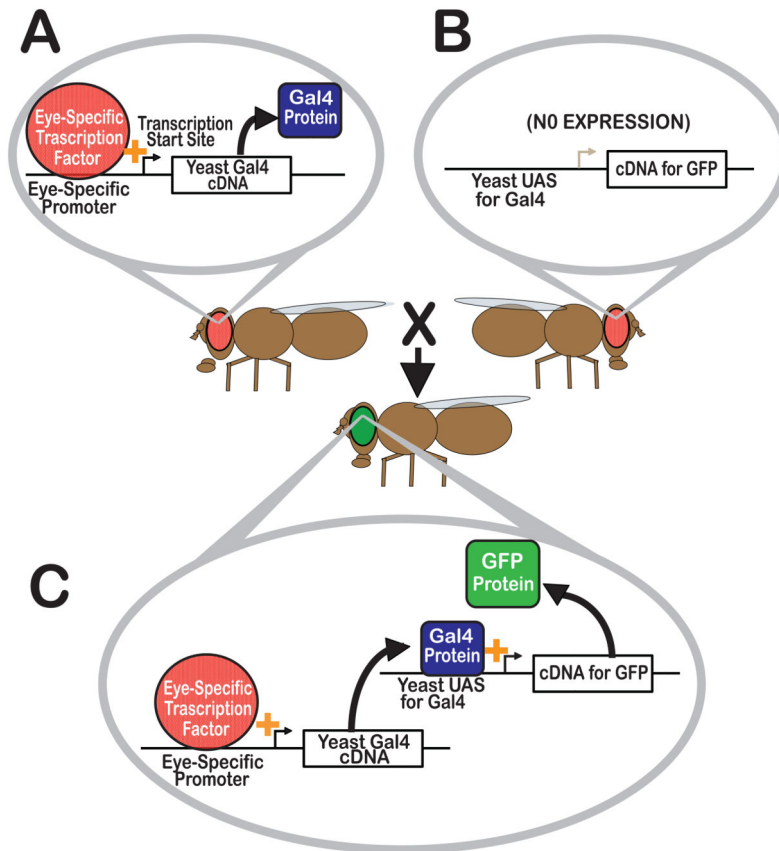 A
Eye-Specific
Trascription
Factor
Transcription
Start Site
Gal4
Protein
Yeast Gal4
cDNA
Eye-Specific
Promoter
B
(N0 EXPRESSION)
Yeast UAS
for Gal4
cDNA for GFP
X
C
GFP
Protein
Gal4
Protein
Yeast UAS
for Gal4
cDNA for GFP
Eye-Specific
Trascription
Factor
Yeast Gal4
cDNA
Eye-Specific
Promoter